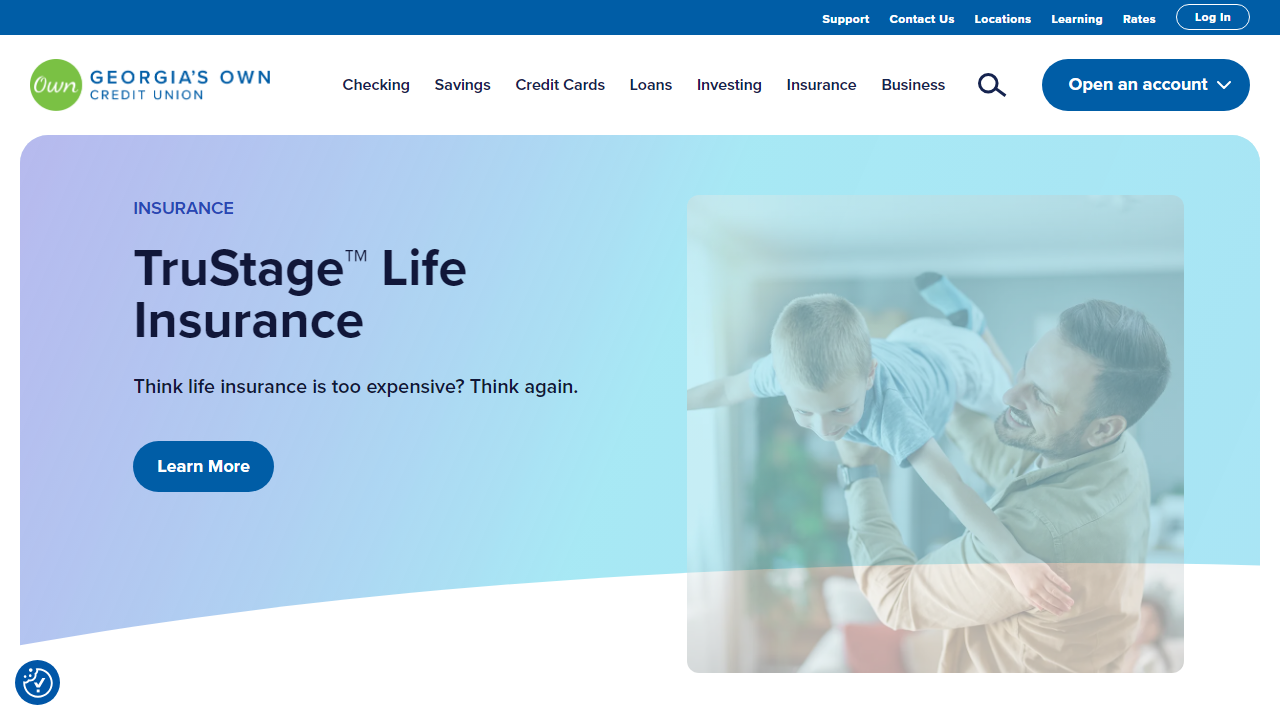 Support Contact Us Locations Learning Rates Log In
Own GEORGIA'S OWN
CREDIT UNION
Checking Savings Credit Cards Loans Investing Insurance Business Open an account
INSURANCE
TruStage™ Life
Insurance
Think life insurance is too expensive? Think again.
Learn More